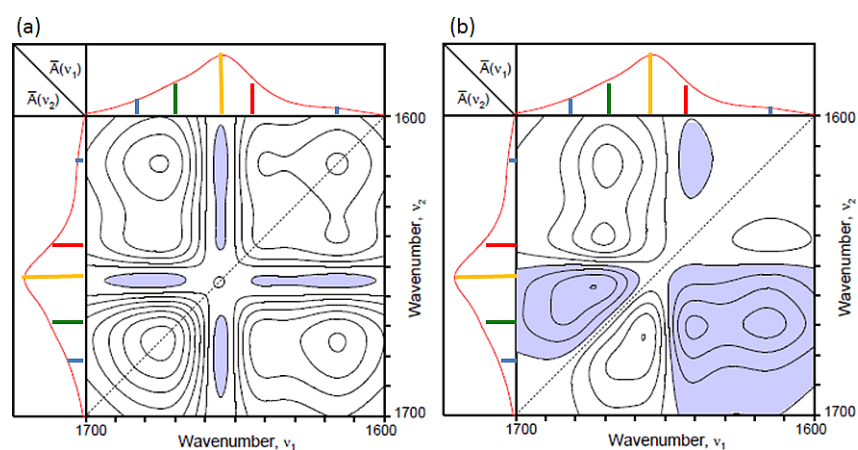 (a)
Ā(ν₁)
Ā(ν₂)
1600
Wavenumber, ν₂
1700
1700
1600
Wavenumber, ν₁
(b)
Ā(ν₁)
Ā(ν₂)
1600
Wavenumber, ν₂
1700
1700
1600
Wavenumber, ν₁